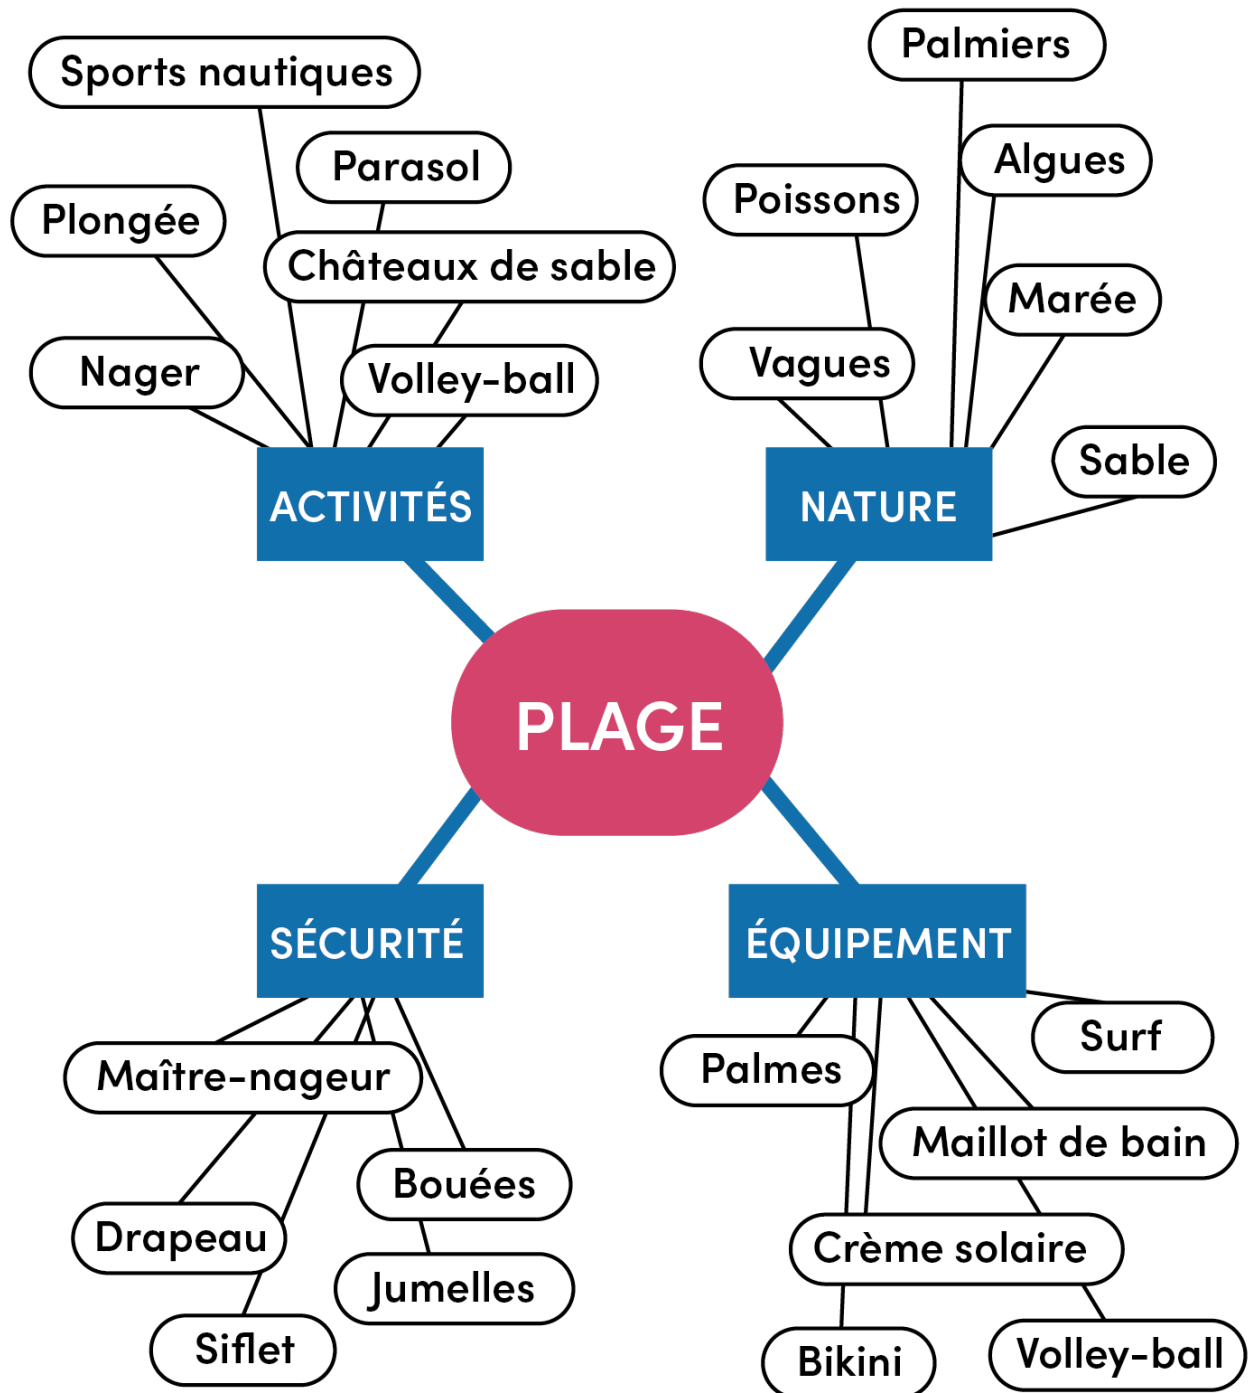 Sports nautiques
Parasol
Plongée
Châteaux de sable
Nager
Volley-ball
ACTIVITÉS
Palmiers
Algues
Poissons
Marée
Vagues
Sable
NATURE
PLAGE
SÉCURITÉ
Maître-nageur
Bouées
Drapeau
Jumelles
Siflet
ÉQUIPEMENT
Surf
Palmes
Maillot de bain
Crème solaire
Bikini
Volley-ball